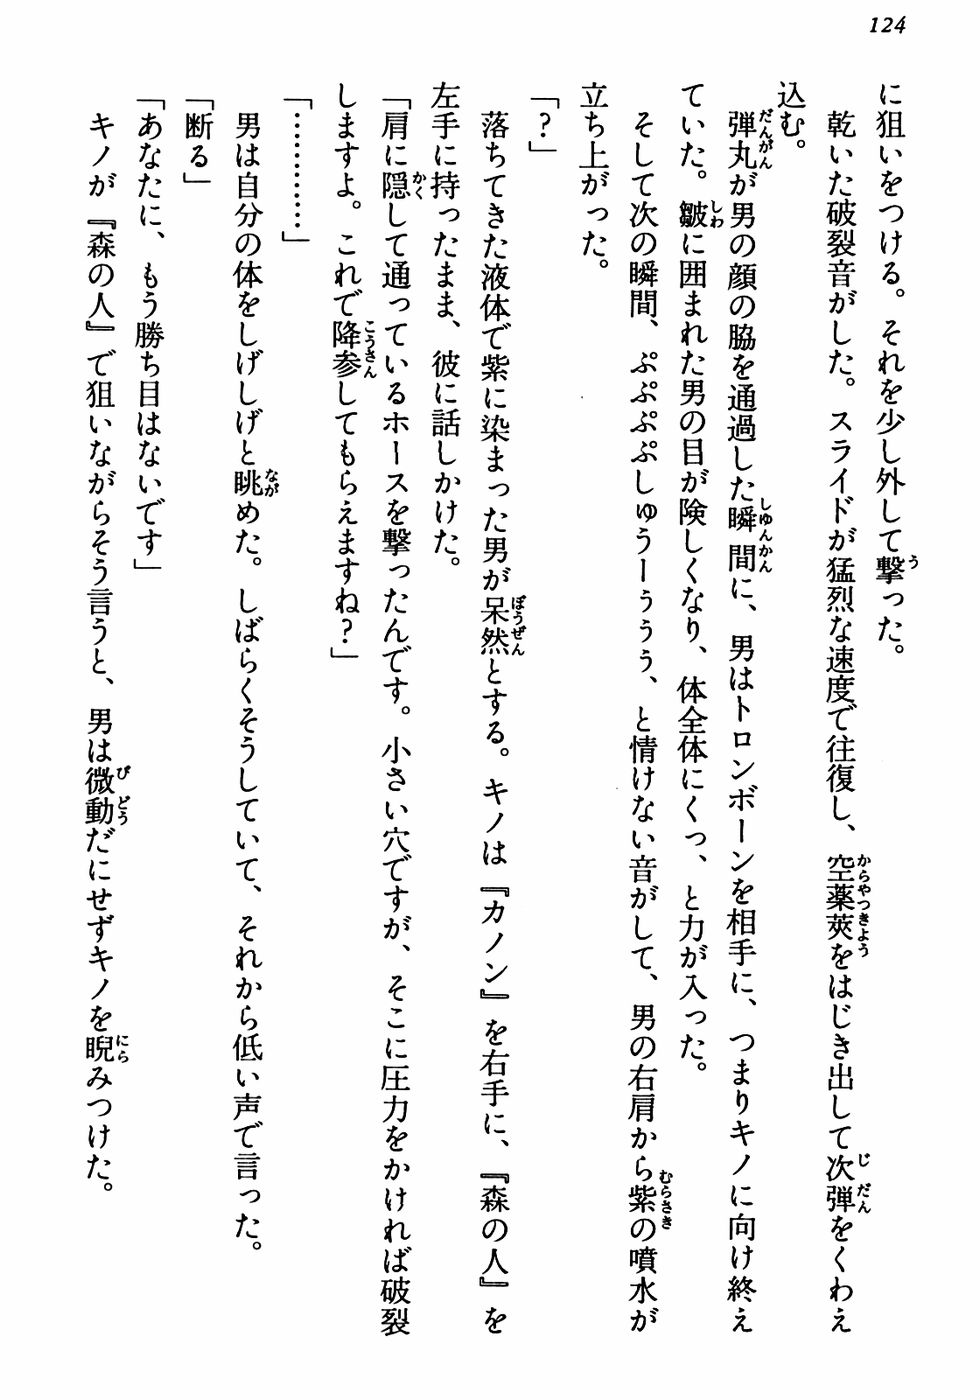 124
に狙いをつける。それを少し外して撃った。
乾いた破裂音がした。スライドが猛烈な速度で往復し、空薬莢をはじき出して次弾をくわえ
込む。
弾丸が男の顔の脇を通過した瞬間に、男はトロンボーンを相手に、つまりキノに向け終え
ていた。皺に囲まれた男の目が険しくなり、体全体にくっ、と力が入った。
そして次の瞬間、ぷぷぷぷしゅうーぅぅぅ、と情けない音がして、男の右肩から紫の噴水が
立ち上がった。
「?」
落ちてきた液体で紫に染まった男が呆然とする。キノは『カノン』を右手に、『森の人』を
左手に持ったまま、彼に話しかけた。
「肩に隠して通っているホースを撃ったんです。小さい穴ですが、そこに圧力をかければ破裂
しますよ。これで降参してもらえますね?」
「…………」
男は自分の体をしげしげと眺めた。しばらくそうしていて、それから低い声で言った。
「断る」
「あなたに、もう勝ち目はないです」
キノが『森の人』で狙いながらそう言うと、男は微動だにせずキノを睨みつけた。